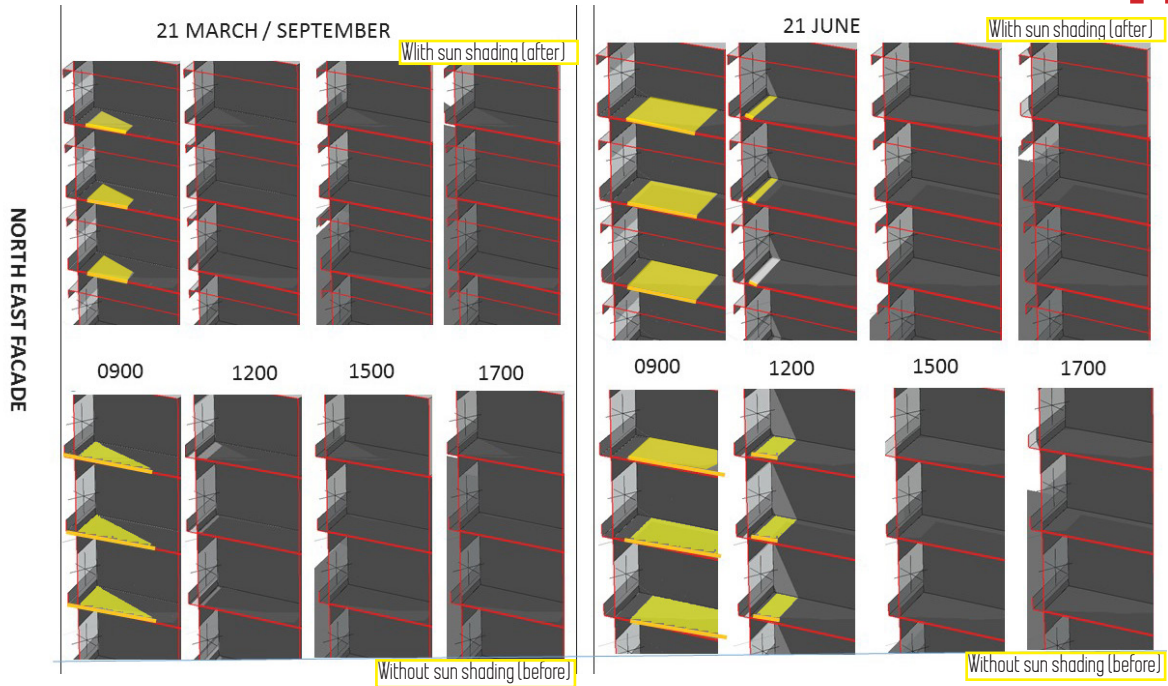 21 MARCH / SEPTEMBER
WIith sun shading (after)
21 JUNE
WIith sun shading (after)
NORTH EAST FACADE
0900 1200 1500 1700
0900 1200 1500 1700
Without sun shading (before)
Without sun shading (before)